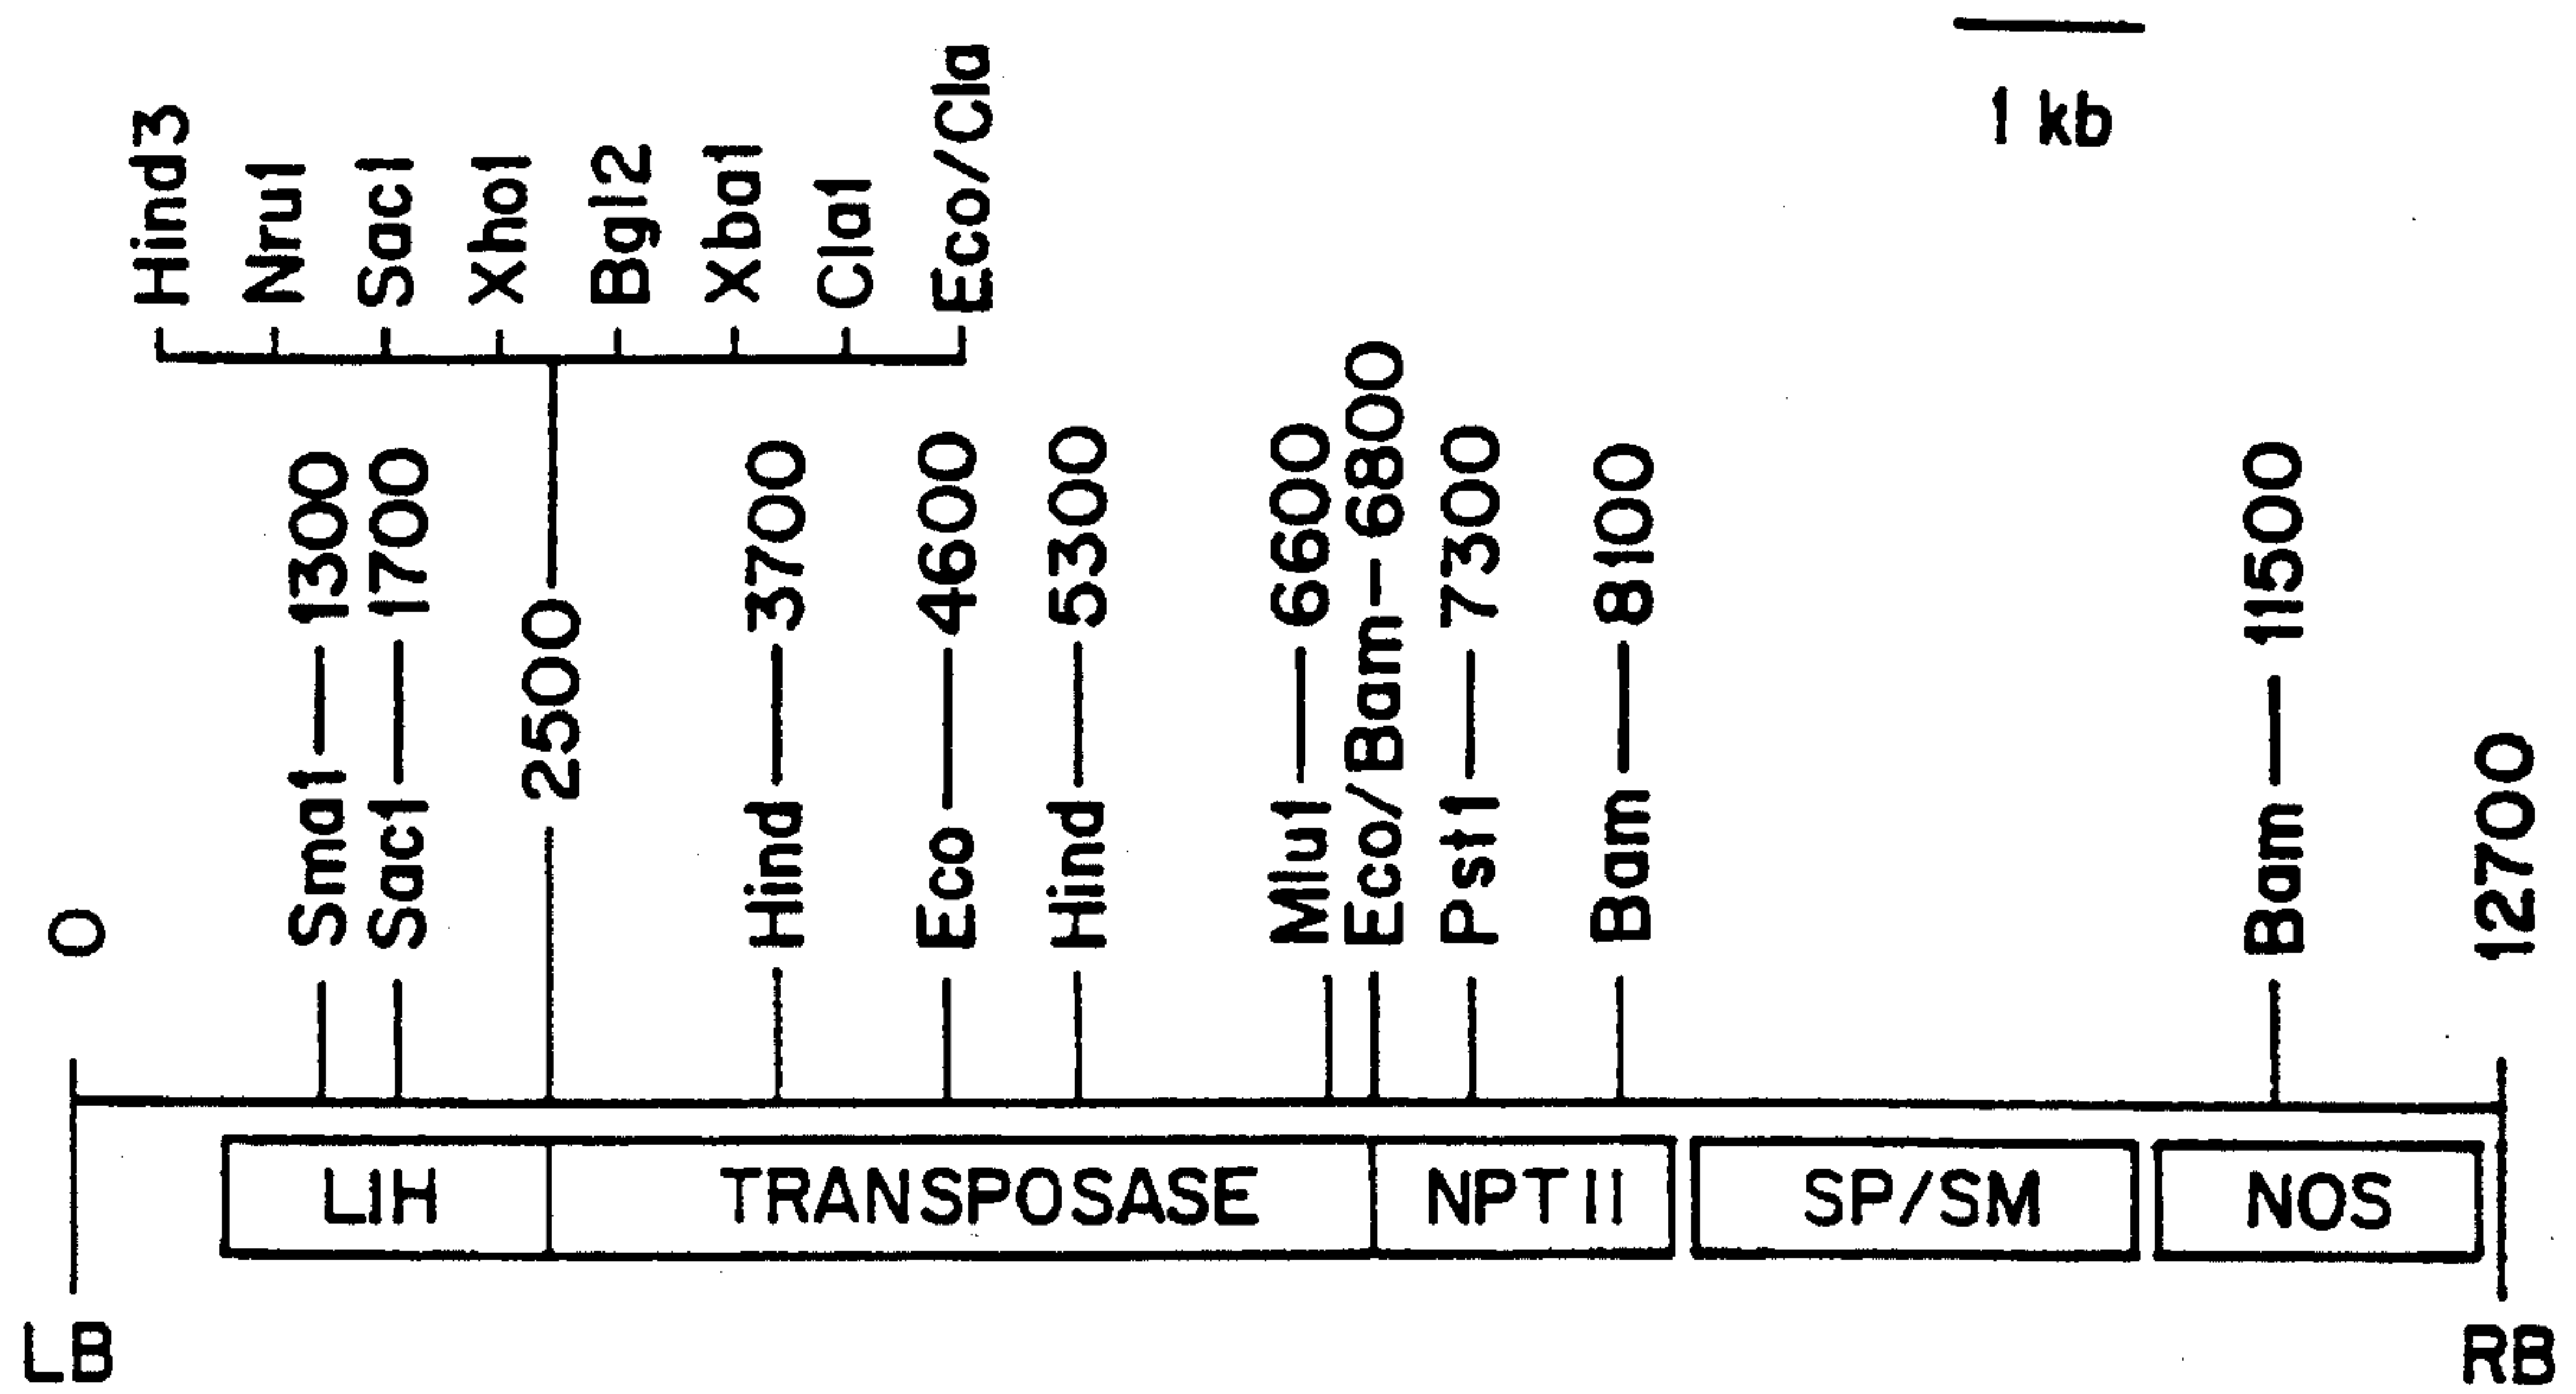 1 kb
Hind3
Nru1
Sac1
Xho1
Bgl2
Xba1
Cla1
Eco/Cla
0
Sma1 — 1300
Sac1 — 1700
2500
Hind — 3700
Eco — 4600
Hind — 5300
Mlu1 — 6600
Eco/Bam — 6800
Pst1 — 7300
Bam — 8100
Bam — 11500
12700
LIH
TRANSPOSASE
NPT II
SP/SM
NOS
LB
RB